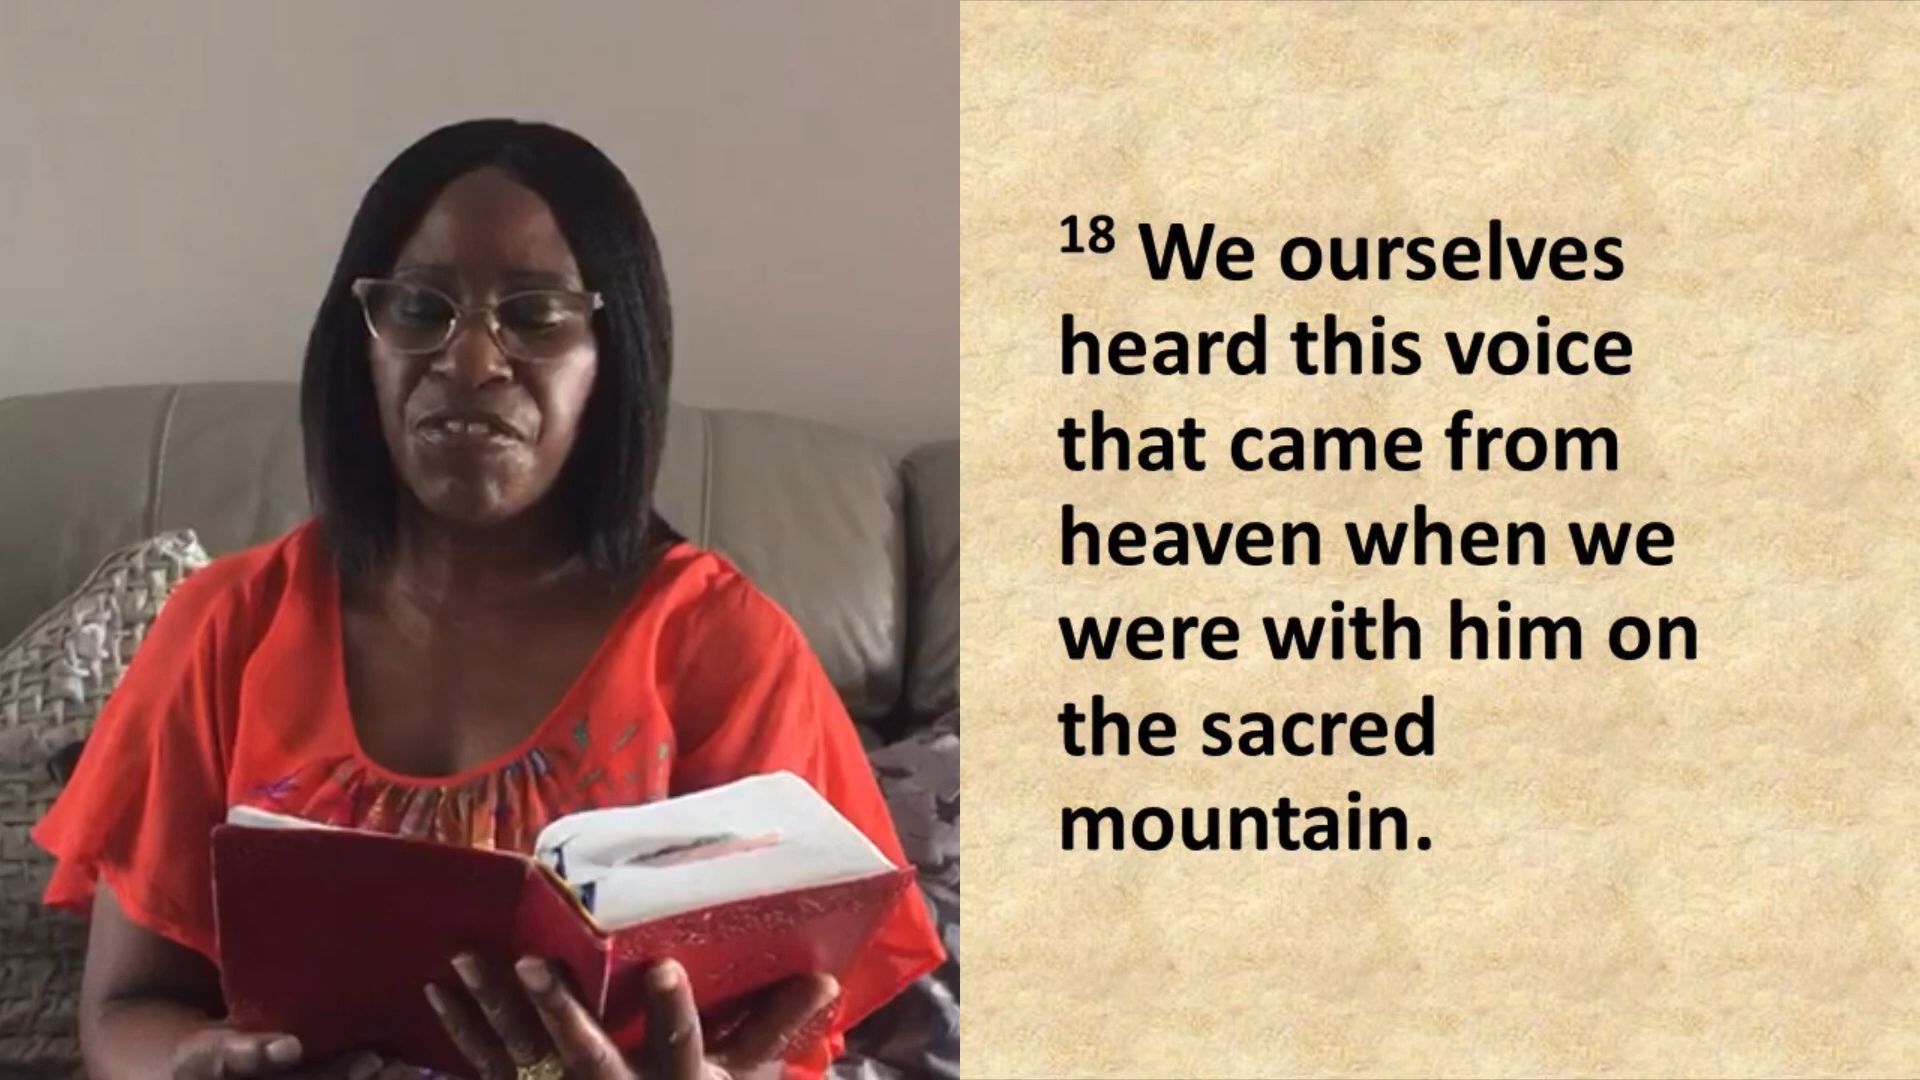 18 We ourselves
heard this voice
that came from
heaven when we
were with him on
the sacred
mountain.